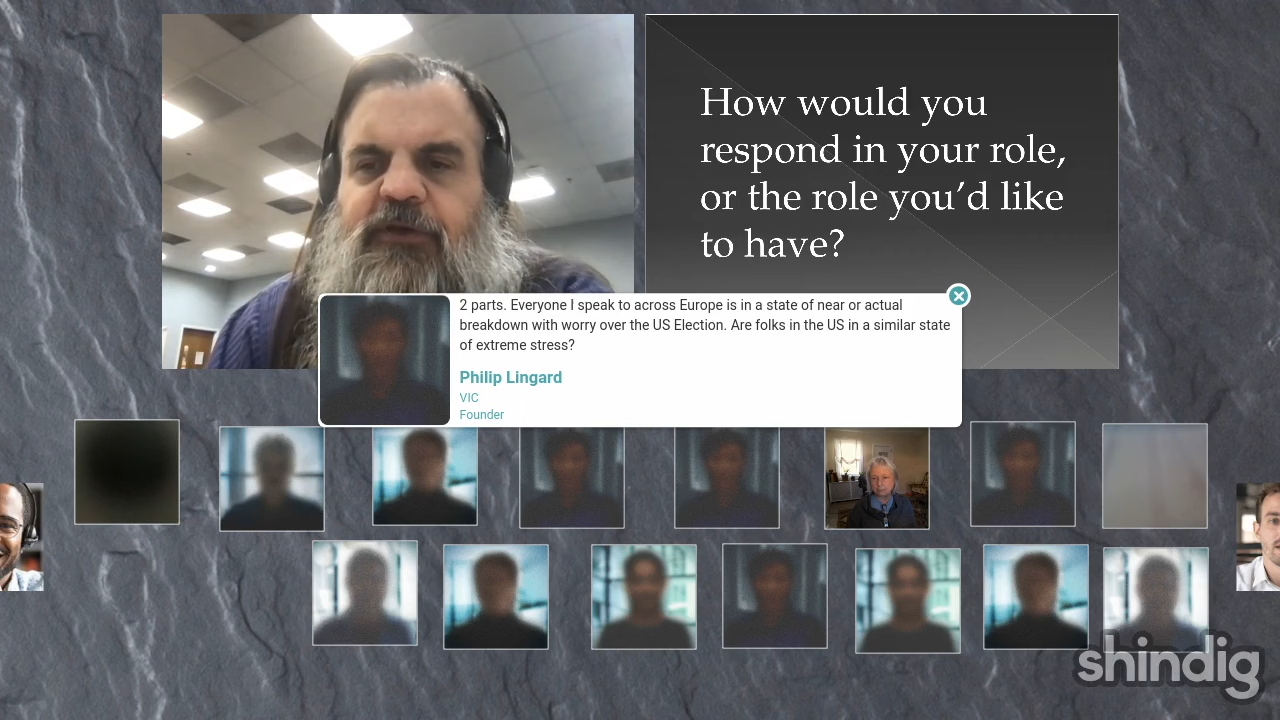 How would you
respond in your role,
or the role you’d like
to have?
2 parts. Everyone I speak to across Europe is in a state of near or actual
breakdown with worry over the US Election. Are folks in the US in a similar state
of extreme stress?
Philip Lingard
VIC
Founder
shindig